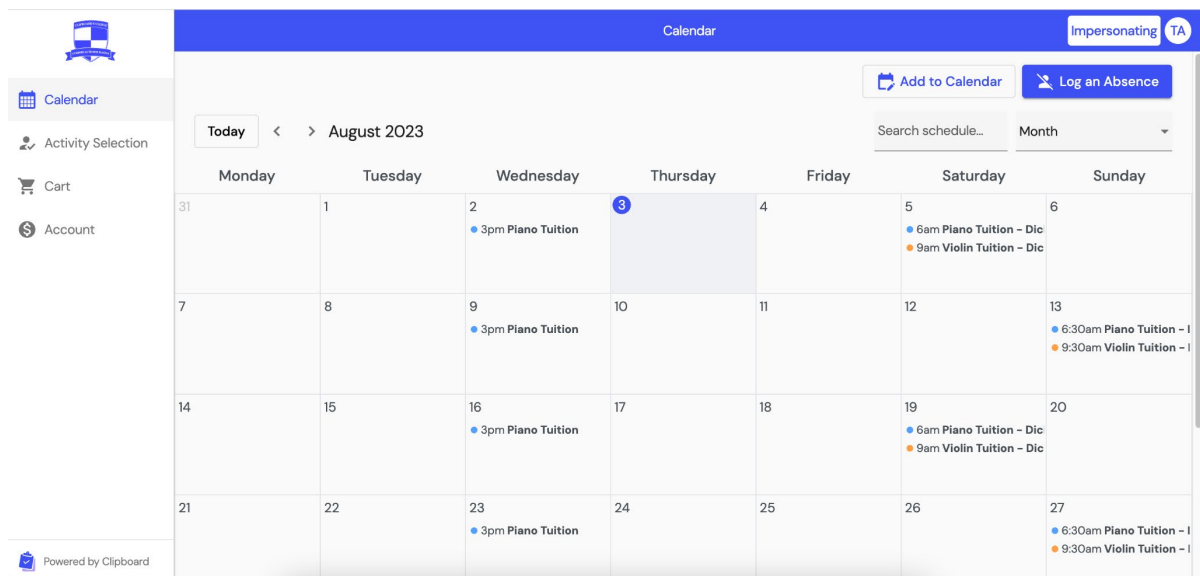 Calendar
Impersonating TA
Calendar
Activity Selection
Cart
Account
Add to Calendar
Log an Absence
Today < > August 2023
Search schedule...
Month
Monday Tuesday Wednesday Thursday Friday Saturday Sunday
31 1 2 3 4 5 6
3pm Piano Tuition
6am Piano Tuition – Dic
9am Violin Tuition – Dic
7 8 9 10 11 12 13
3pm Piano Tuition
6:30am Piano Tuition –
9:30am Violin Tuition –
14 15 16 17 18 19 20
3pm Piano Tuition
6am Piano Tuition – Dic
9am Violin Tuition – Dic
21 22 23 24 25 26 27
3pm Piano Tuition
6:30am Piano Tuition –
9:30am Violin Tuition –
Powered by Clipboard